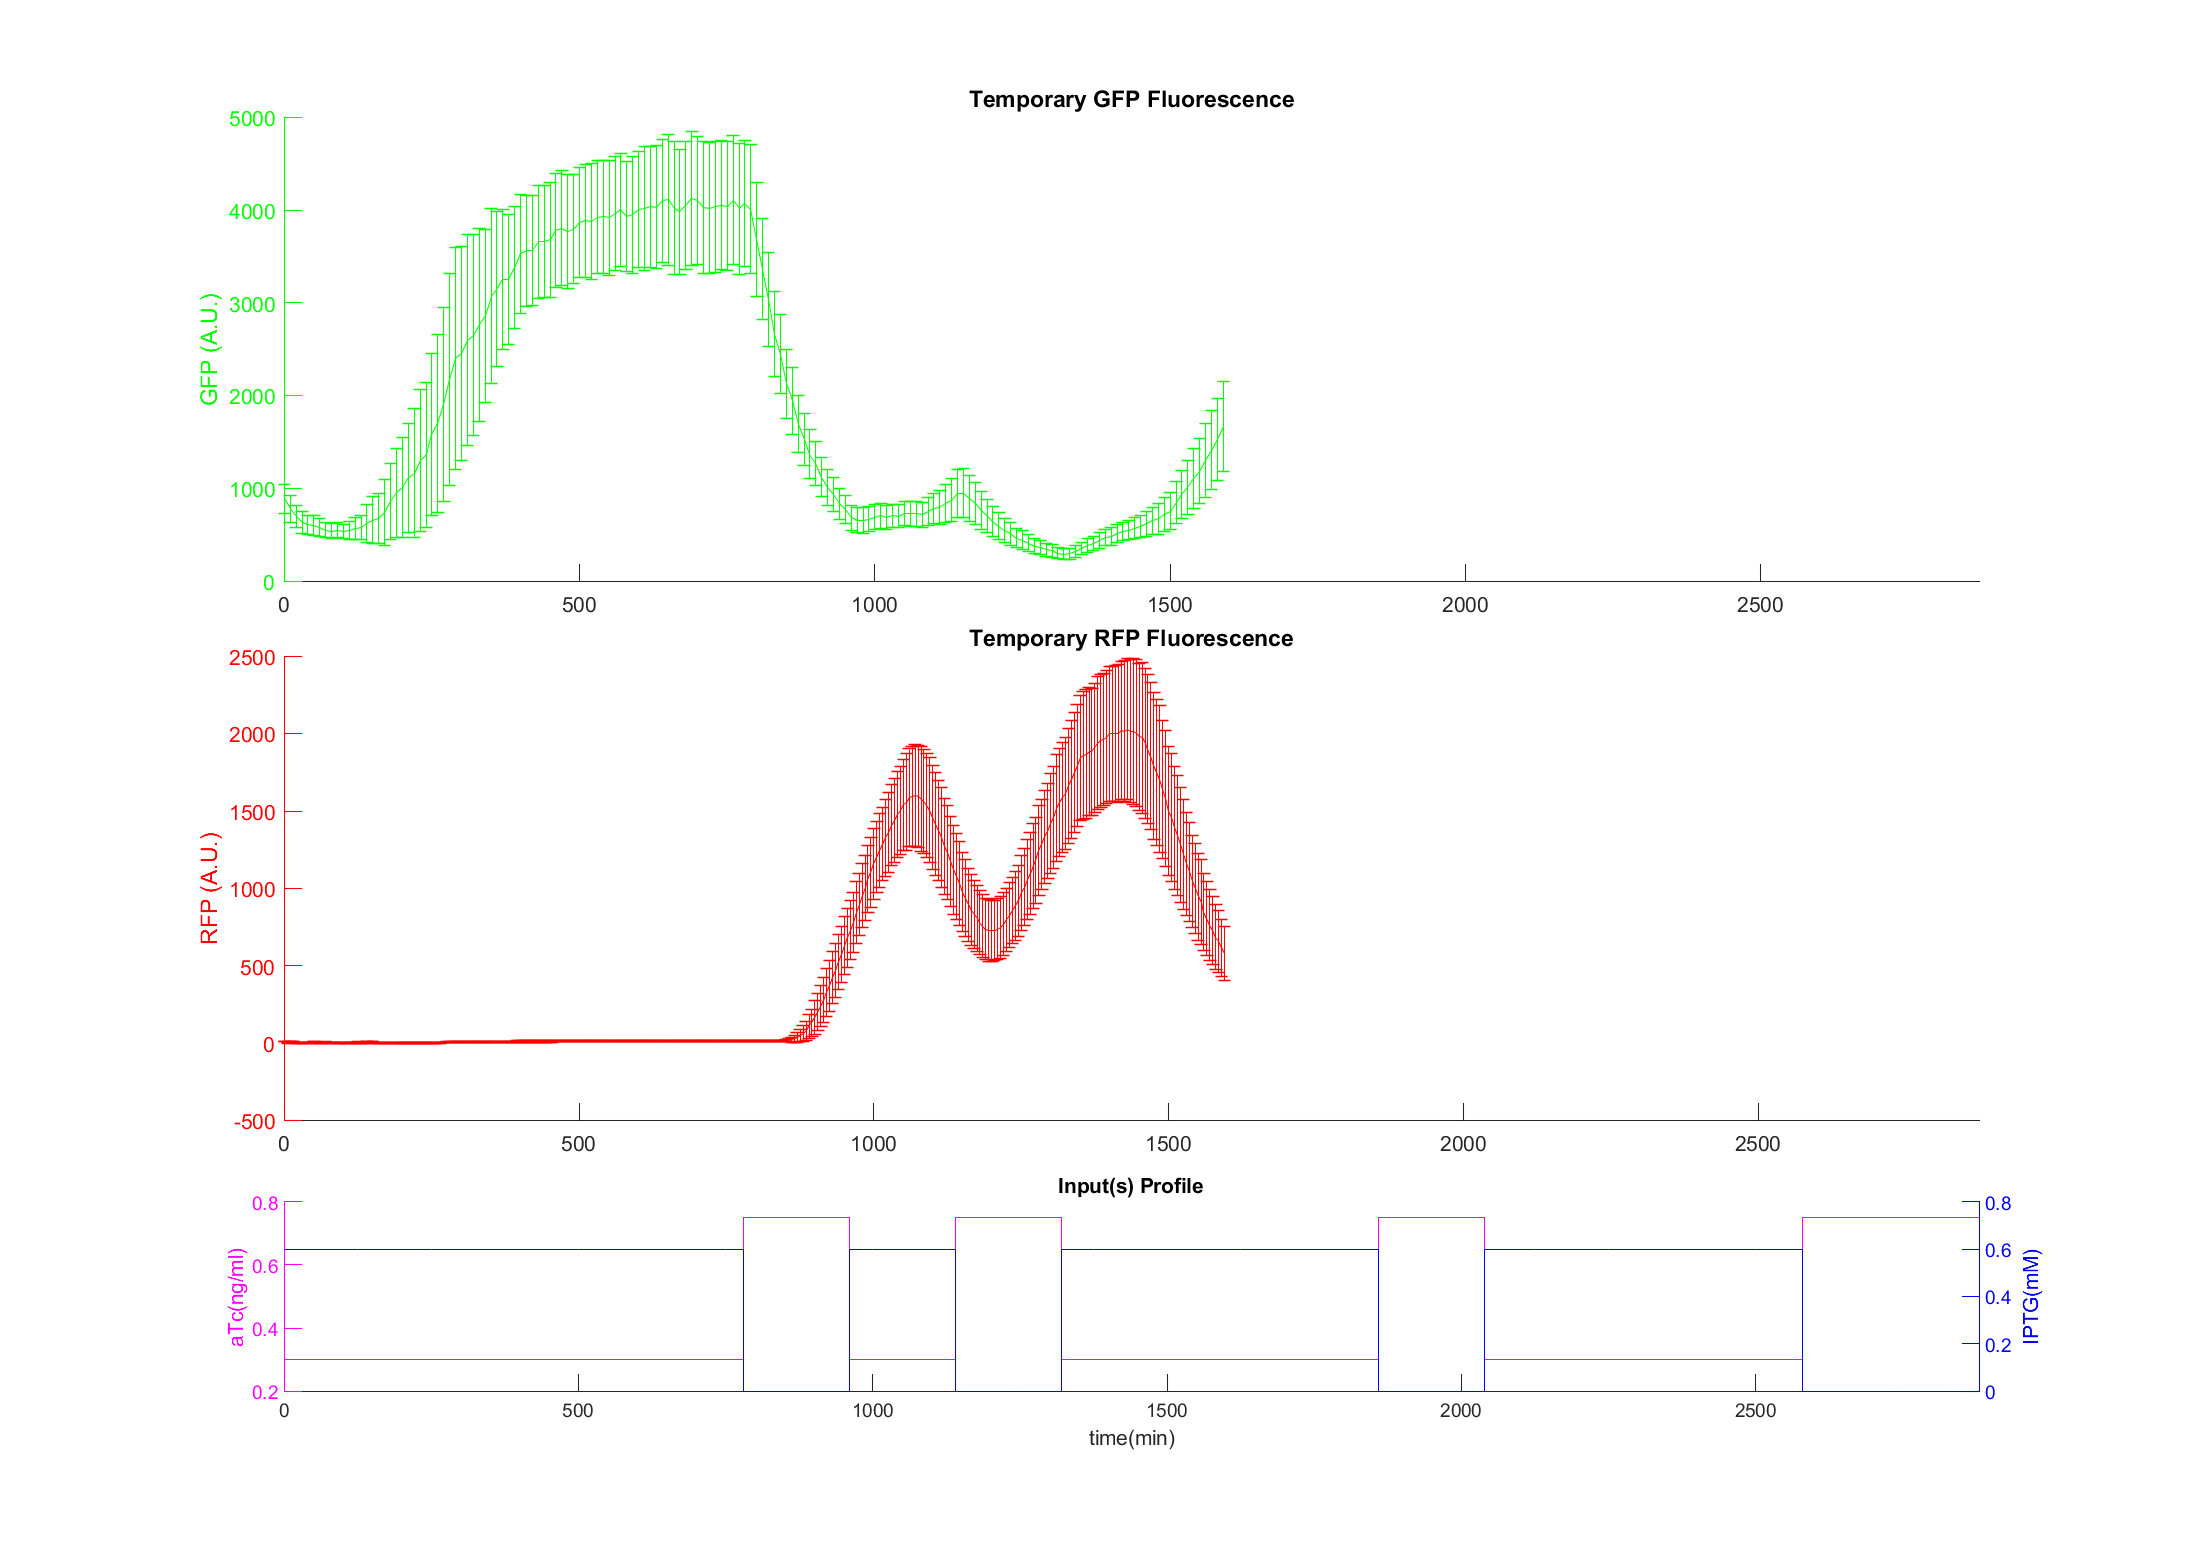 Temporary GFP Fluorescence
5000
4000
3000
2000
1000
0
GFP (A.U.)
0 500 1000 1500 2000 2500
Temporary RFP Fluorescence
2500
2000
1500
1000
500
0
-500
RFP (A.U.)
0 500 1000 1500 2000 2500
Input(s) Profile
0.8
0.6
0.4
0.2
aTc(ng/ml)
0.8
0.6
0.4
0.2
0
IPTG(mM)
0 500 1000 1500 2000 2500
time(min)